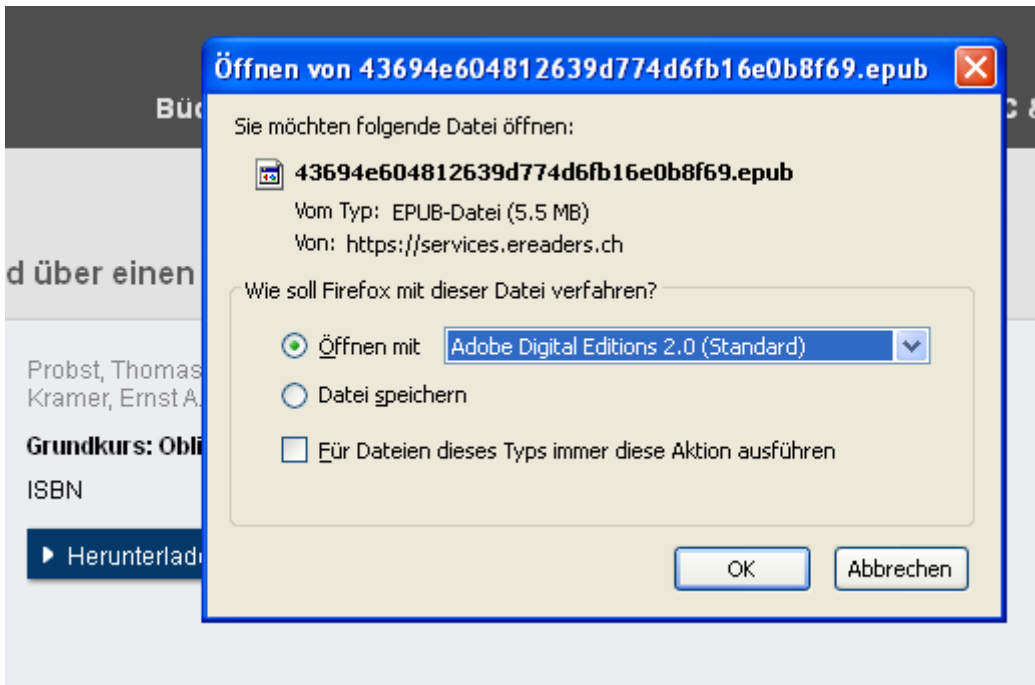 Öffnen von 43694e604812639d774d6fb16e0b8f69.epub
Sie möchten folgende Datei öffnen:
43694e604812639d774d6fb16e0b8f69.epub
Vom Typ: EPUB-Datei (5.5 MB)
Von: https://services.ereaders.ch
d über einen
Wie soll Firefox mit dieser Datei verfahren?
Öffnen mit Adobe Digital Editions 2.0 (Standard)
Datei speichern
Für Dateien dieses Typs immer diese Aktion ausführen
OK Abbrechen
Probst, Thomas
Kramer, Ernst A.
Grundkurs: Obli
ISBN
Herunterlad